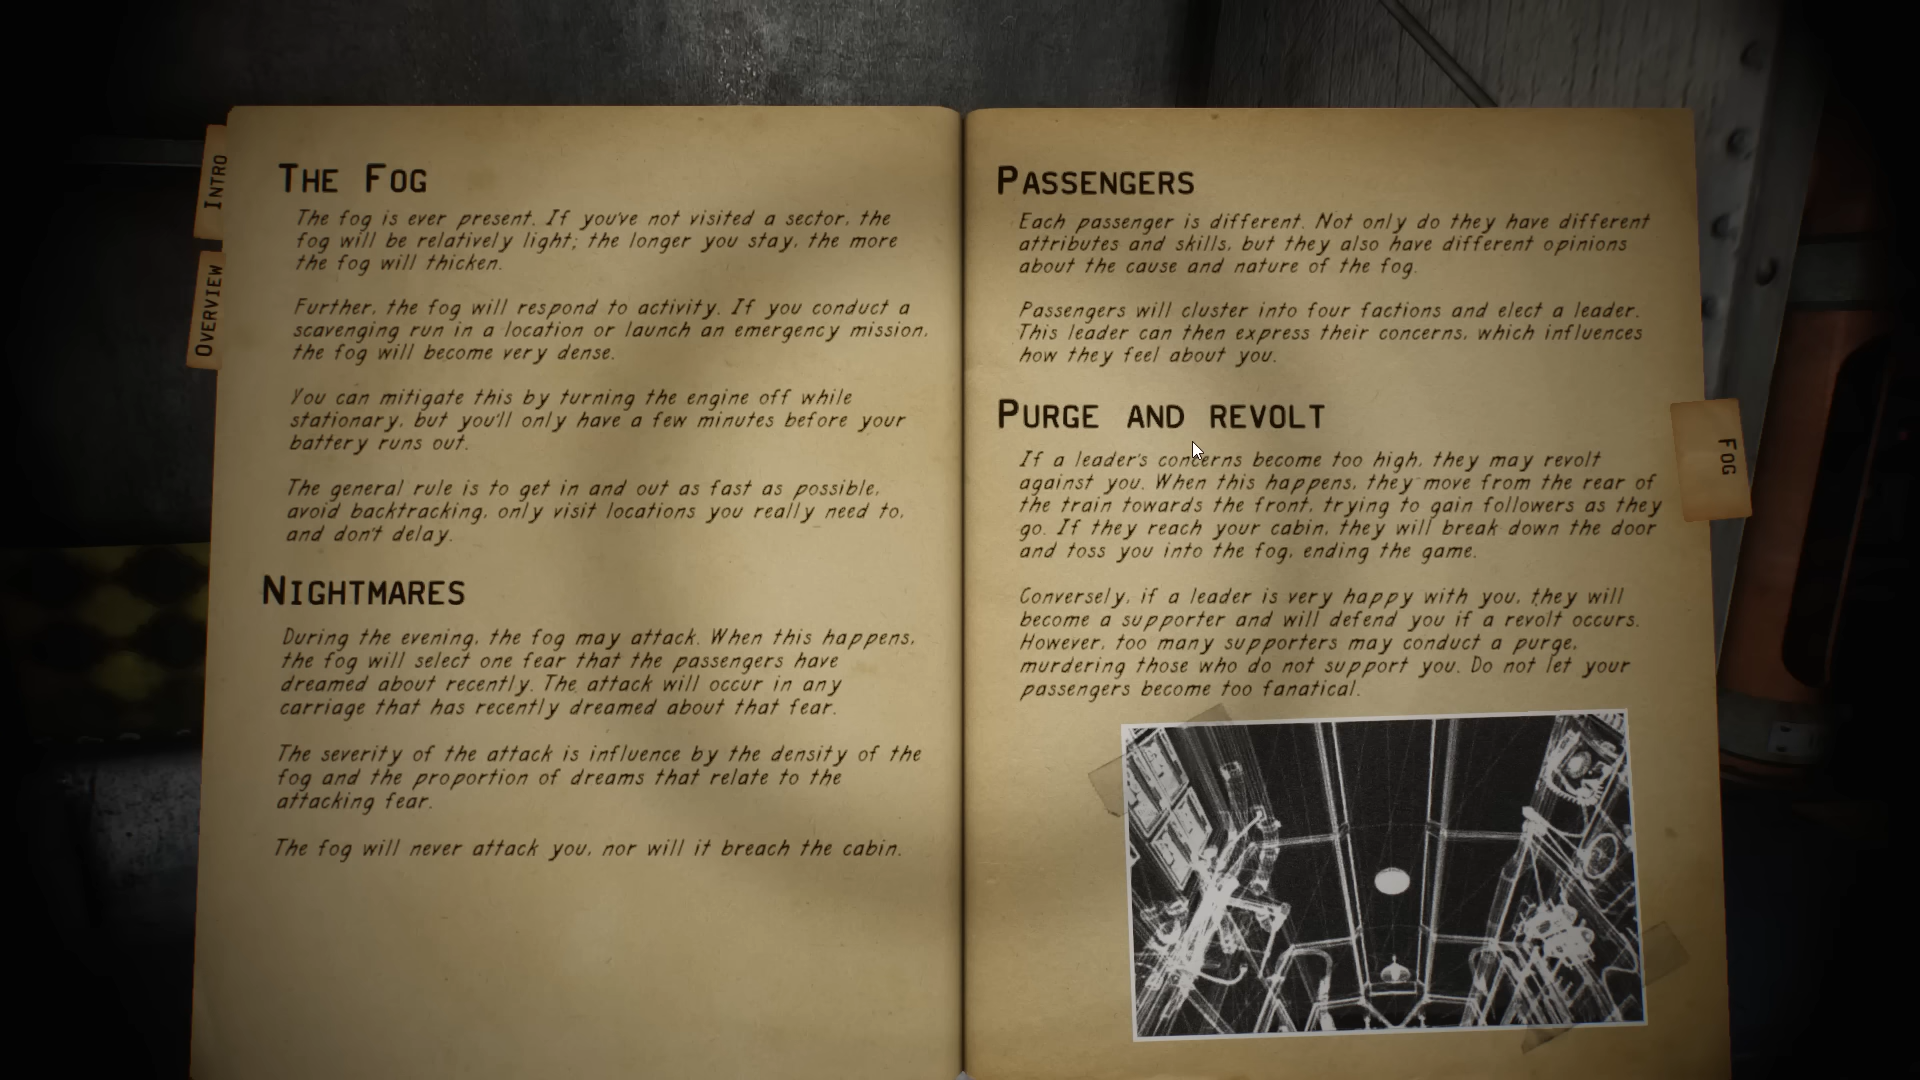 INTRO
OVERVIEW
THE FOG
The fog is ever present. If you've not visited a sector, the
fog will be relatively light; the longer you stay, the more
the fog will thicken.
Further, the fog will respond to activity. If you conduct a
scavenging run in a location or launch an emergency mission,
the fog will become very dense.
You can mitigate this by turning the engine off while
stationary, but you'll only have a few minutes before your
battery runs out.
The general rule is to get in and out as fast as possible,
avoid backtracking, only visit locations you really need to,
and don't delay.
NIGHTMARES
During the evening, the fog may attack. When this happens,
the fog will select one fear that the passengers have
dreamed about recently. The attack will occur in any
carriage that has recently dreamed about that fear.
The severity of the attack is influence by the density of the
fog and the proportion of dreams that relate to the
attacking fear.
The fog will never attack you, nor will it breach the cabin.
PASSENGERS
Each passenger is different. Not only do they have different
attributes and skills, but they also have different opinions
about the cause and nature of the fog.
Passengers will cluster into four factions and elect a leader.
This leader can then express their concerns, which influences
how they feel about you.
PURGE AND REVOLT
If a leader's concerns become too high, they may revolt
against you. When this happens, they move from the rear of
the train towards the front, trying to gain followers as they
go. If they reach your cabin, they will break down the door
and toss you into the fog, ending the game.
Conversely, if a leader is very happy with you, they will
become a supporter and will defend you if a revolt occurs.
However, too many supporters may conduct a purge,
murdering those who do not support you. Do not let your
passengers become too fanatical.
FOG